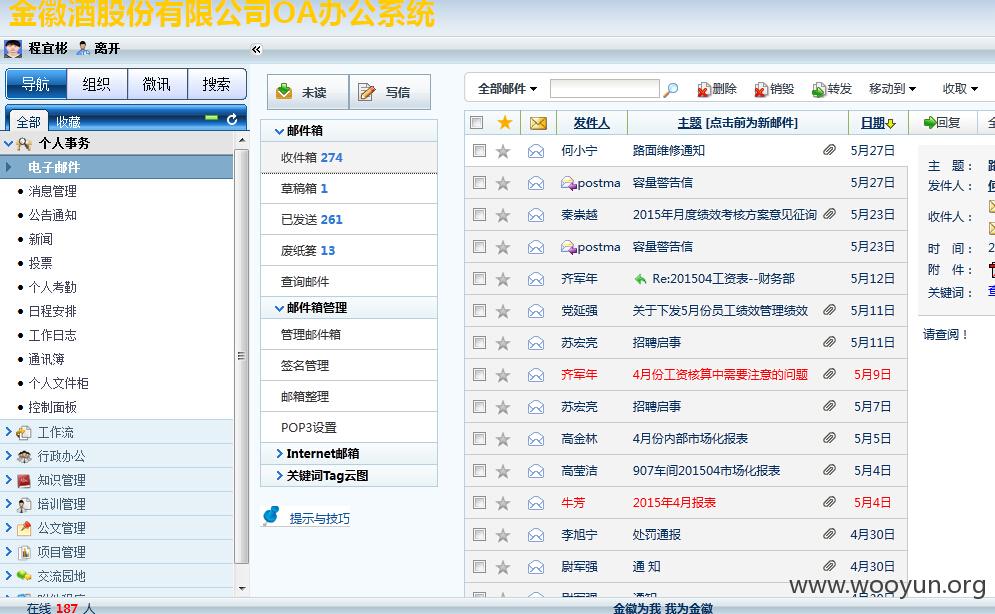 金徽酒股份有限公司OA办公系统
程宜彬 离开
导航 组织 微讯 搜索
全部 收藏
个人事务
电子邮件
消息管理
公告通知
新闻
投票
个人考勤
日程安排
工作日志
通讯簿
个人文件柜
控制面板
工作流
行政办公
知识管理
培训管理
公文管理
项目管理
交流园地
在线 187 人
未读 写信
邮件箱
收件箱 274
草稿箱 1
已发送 261
废纸篓 13
查询邮件
邮件箱管理
管理邮件箱
签名管理
邮箱整理
POP3设置
Internet邮箱
关键词Tag云图
提示与技巧
全部邮件 删除 销毁 转发 移动到 收取
发件人 主题 [点击前为新邮件] 日期 回复 全
何小宁 路面维修通知 5月27日
postma 容量警告信 5月27日
秦崇越 2015年月度绩效考核方案意见征询 5月23日
postma 容量警告信 5月23日
齐军年 Re:201504工资表--财务部 5月12日
党延强 关于下发5月份员工绩效管理绩效 5月11日
苏宏亮 招聘启事 5月11日
齐军年 4月份工资核算中需要注意的问题 5月9日
苏宏亮 招聘启事 5月7日
高金林 4月份内部市场化报表 5月5日
高莹洁 907车间201504市场化报表 5月4日
牛芳 2015年4月报表 5月4日
李旭宁 处罚通报 4月30日
尉军强 通 知 4月30日
主 题：
发件人：
收件人：
时 间： 2
附 件：
关键词：
请查阅！
金徽为我 我为金徽
www.wooyun.org